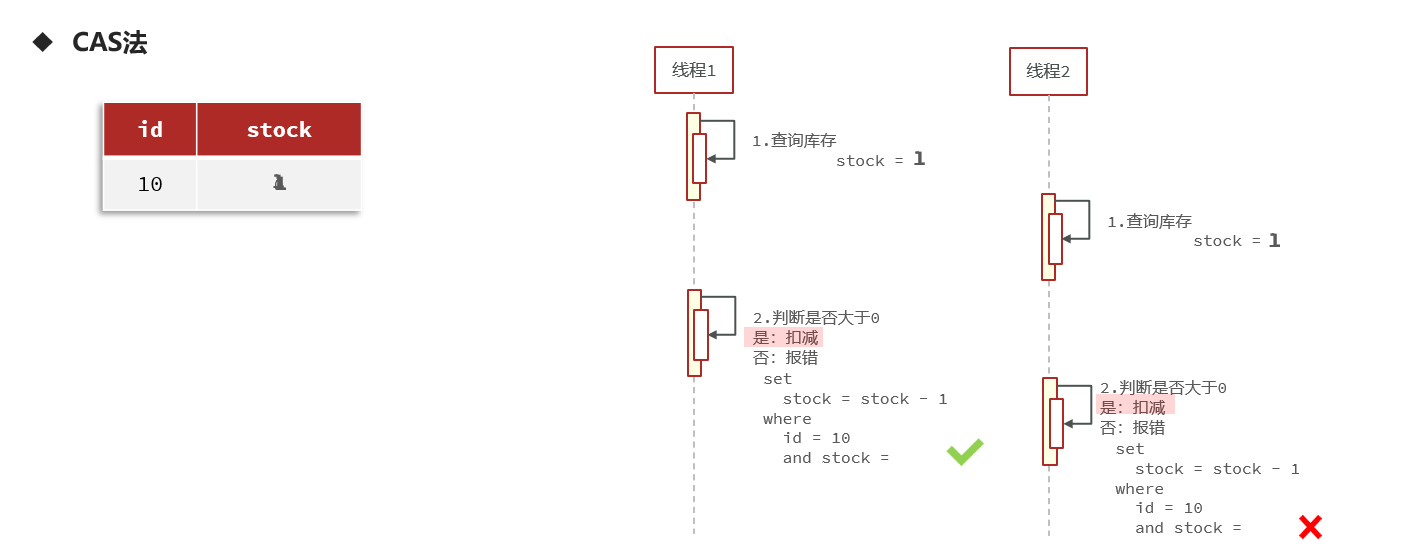 ◆ CAS法
id stock
10
线程1
1.查询库存
stock = 1
2.判断是否大于0
是：扣减
否：报错
set
stock = stock - 1
where
id = 10
and stock =
线程2
1.查询库存
stock = 1
2.判断是否大于0
是：扣减
否：报错
set
stock = stock - 1
where
id = 10
and stock =